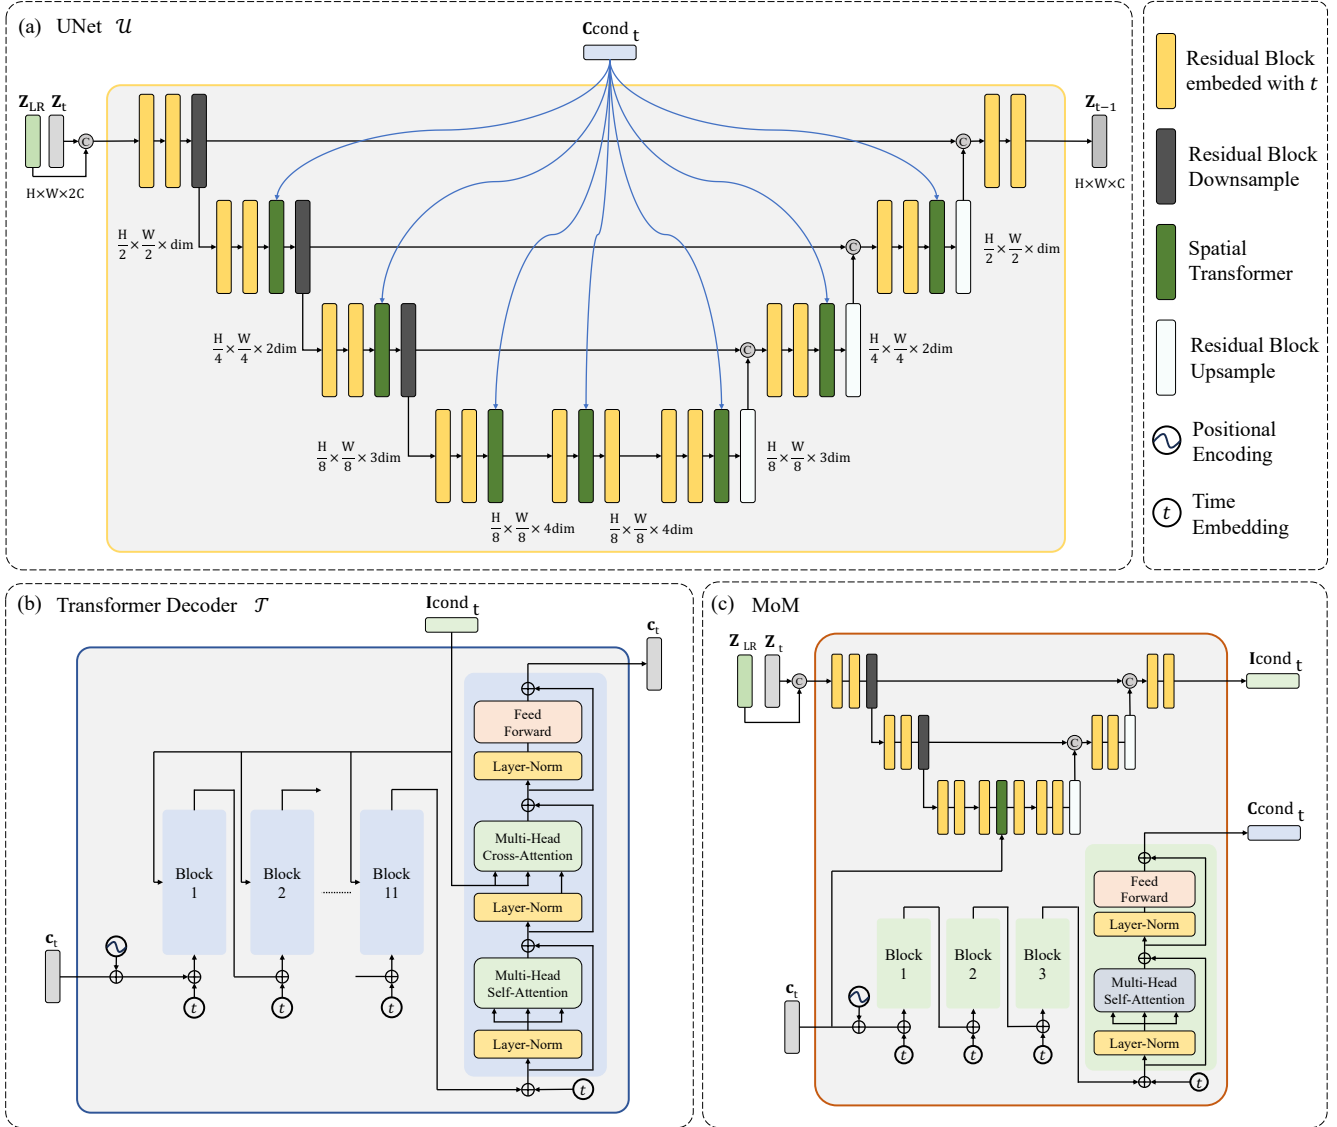 (a) UNet 𝒰
Ccond t
Z_LR Z_t
C
H×W×2C
C
Z_{t−1}
H×W×C
H/2 × W/2 × dim
C
H/2 × W/2 × dim
H/4 × W/4 × 2dim
C
H/4 × W/4 × 2dim
H/8 × W/8 × 3dim
H/8 × W/8 × 3dim
H/8 × W/8 × 4dim
H/8 × W/8 × 4dim
Residual Block
embeded with t
Residual Block
Downsample
Spatial
Transformer
Residual Block
Upsample
Positional
Encoding
t
Time
Embedding
(b) Transformer Decoder 𝒯
Icond t
c_t
Feed
Forward
Layer-Norm
Multi-Head
Cross-Attention
Layer-Norm
Multi-Head
Self-Attention
Layer-Norm
t
Block
1
Block
2
..........
Block
11
c_t
t
t
t
(c) MoM
Z LR Z t
C
C
Icond t
C
Ccond t
Feed
Forward
Layer-Norm
Multi-Head
Self-Attention
Layer-Norm
t
Block
1
Block
2
Block
3
c_t
t
t
t